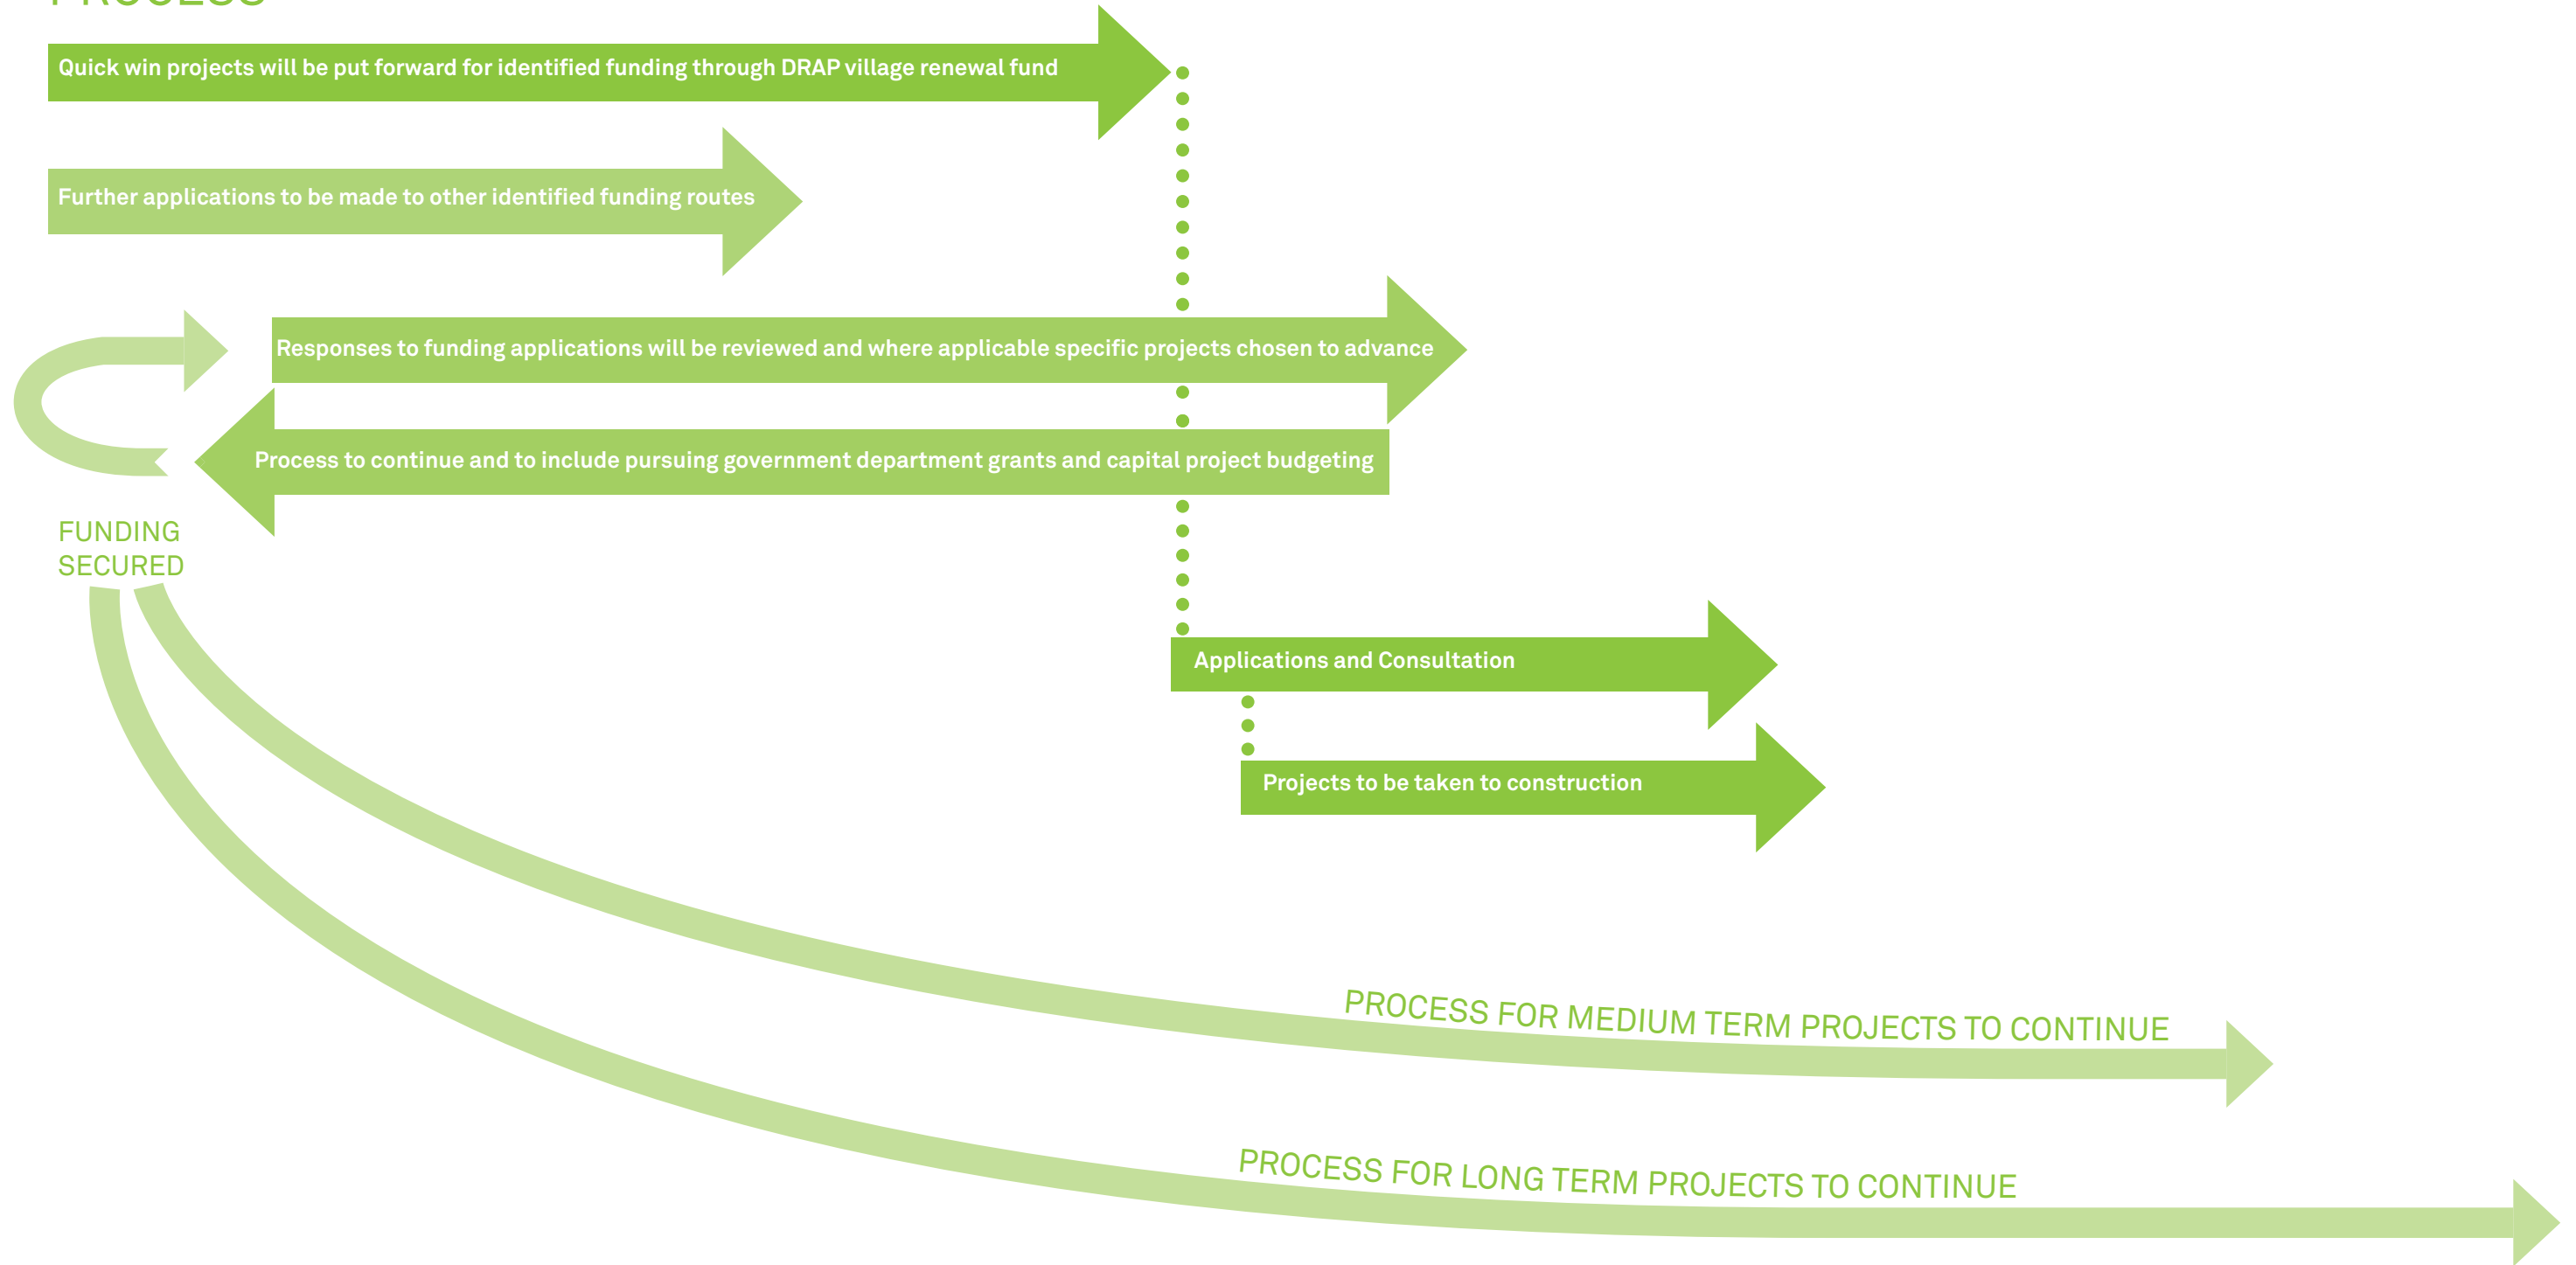 PROCESS
Quick win projects will be put forward for identified funding through DRAP village renewal fund
Further applications to be made to other identified funding routes
Responses to funding applications will be reviewed and where applicable specific projects chosen to advance
Process to continue and to include pursuing government department grants and capital project budgeting
FUNDING
SECURED
Applications and Consultation
Projects to be taken to construction
PROCESS FOR MEDIUM TERM PROJECTS TO CONTINUE
PROCESS FOR LONG TERM PROJECTS TO CONTINUE